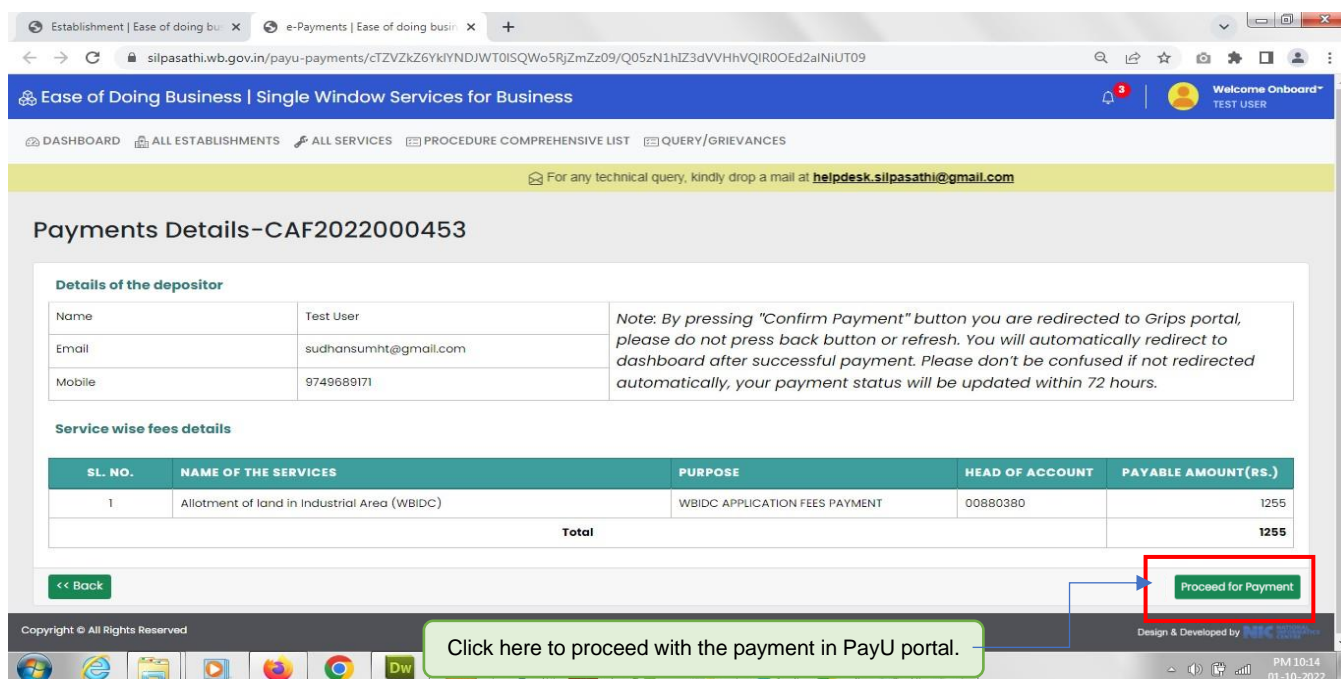 Establishment | Ease of doing bu
e-Payments | Ease of doing busin
silpasathi.wb.gov.in/payu-payments/cTZVZkZ6YklYNDJWT0lSQWo5RjZmZz09/Q05zN1hIZ3dVVHhVQlR0OEd2alNiUT09
Ease of Doing Business | Single Window Services for Business
3
Welcome Onboard
TEST USER
DASHBOARD ALL ESTABLISHMENTS ALL SERVICES PROCEDURE COMPREHENSIVE LIST QUERY/GRIEVANCES
For any technical query, kindly drop a mail at helpdesk.silpasathi@gmail.com
Payments Details-CAF2022000453
Details of the depositor
Name Test User
Email sudhansumht@gmail.com
Mobile 9749689171
Note: By pressing "Confirm Payment" button you are redirected to Grips portal,
please do not press back button or refresh. You will automatically redirect to
dashboard after successful payment. Please don't be confused if not redirected
automatically, your payment status will be updated within 72 hours.
Service wise fees details
SL. NO. NAME OF THE SERVICES PURPOSE HEAD OF ACCOUNT PAYABLE AMOUNT(RS.)
1 Allotment of land in Industrial Area (WBIDC) WBIDC APPLICATION FEES PAYMENT 00880380 1255
Total 1255
<< Back
Proceed for Payment
Copyright © All Rights Reserved
Design & Developed by NIC
Click here to proceed with the payment in PayU portal.
Dw
PM 10:14
01-10-2022